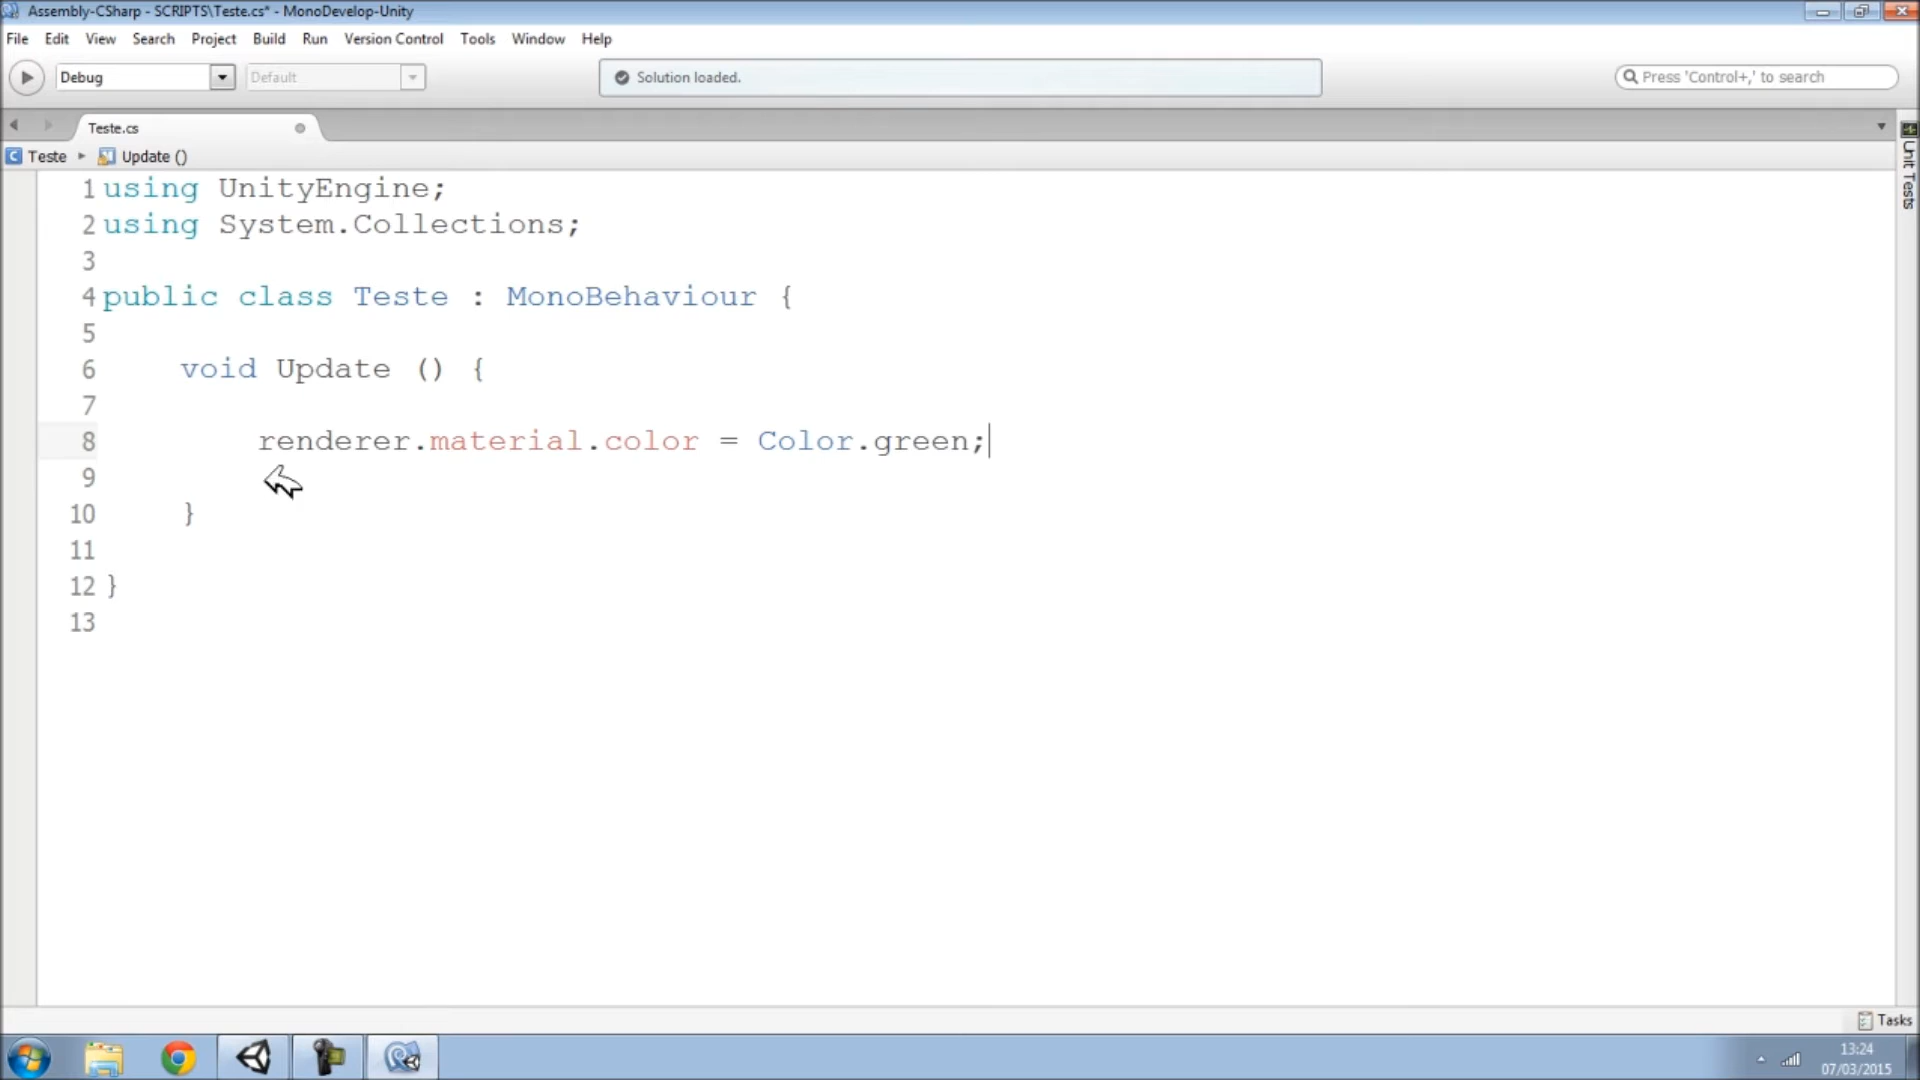 Assembly-CSharp - SCRIPTS\Teste.cs* - MonoDevelop-Unity
File Edit View Search Project Build Run Version Control Tools Window Help
Debug Default Solution loaded. Press 'Control+,' to search
Teste.cs
C Teste Update ()
Unit Tests
1 using UnityEngine;
2 using System.Collections;
3
4 public class Teste : MonoBehaviour {
5
6 void Update () {
7
8 renderer.material.color = Color.green;
9
10 }
11
12 }
13
Tasks
13:24
07/03/2015